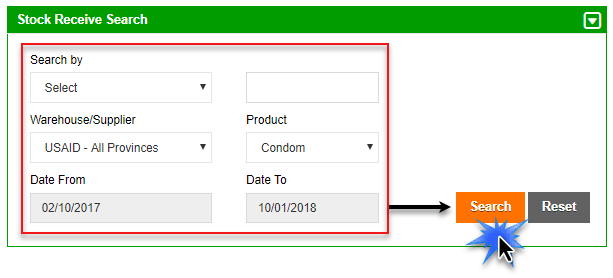 Stock Receive Search
Search by
Select
Warehouse/Supplier Product
USAID - All Provinces Condom
Date From Date To
02/10/2017 10/01/2018 Search Reset